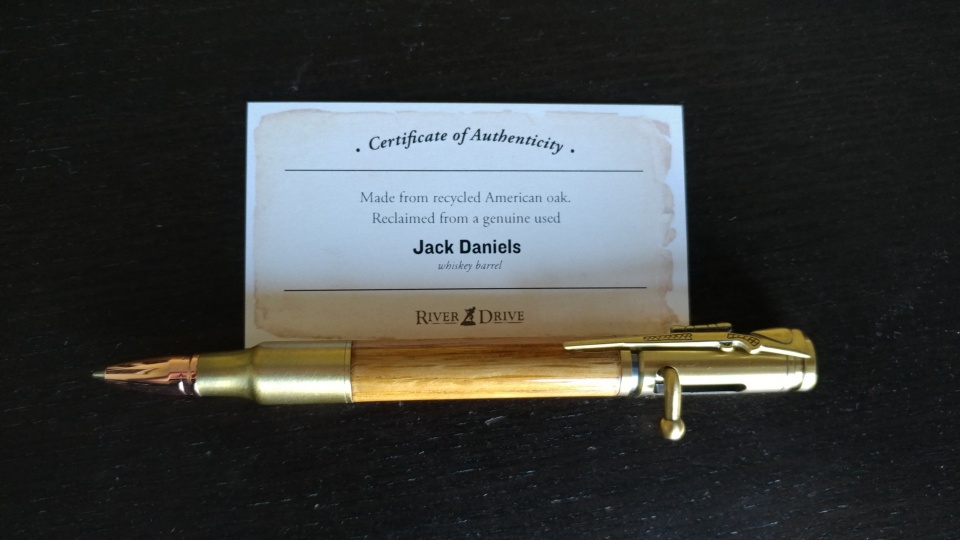 • Certificate of Authenticity •
Made from recycled American oak.
Reclaimed from a genuine used
Jack Daniels
whiskey barrel
RIVER DRIVE